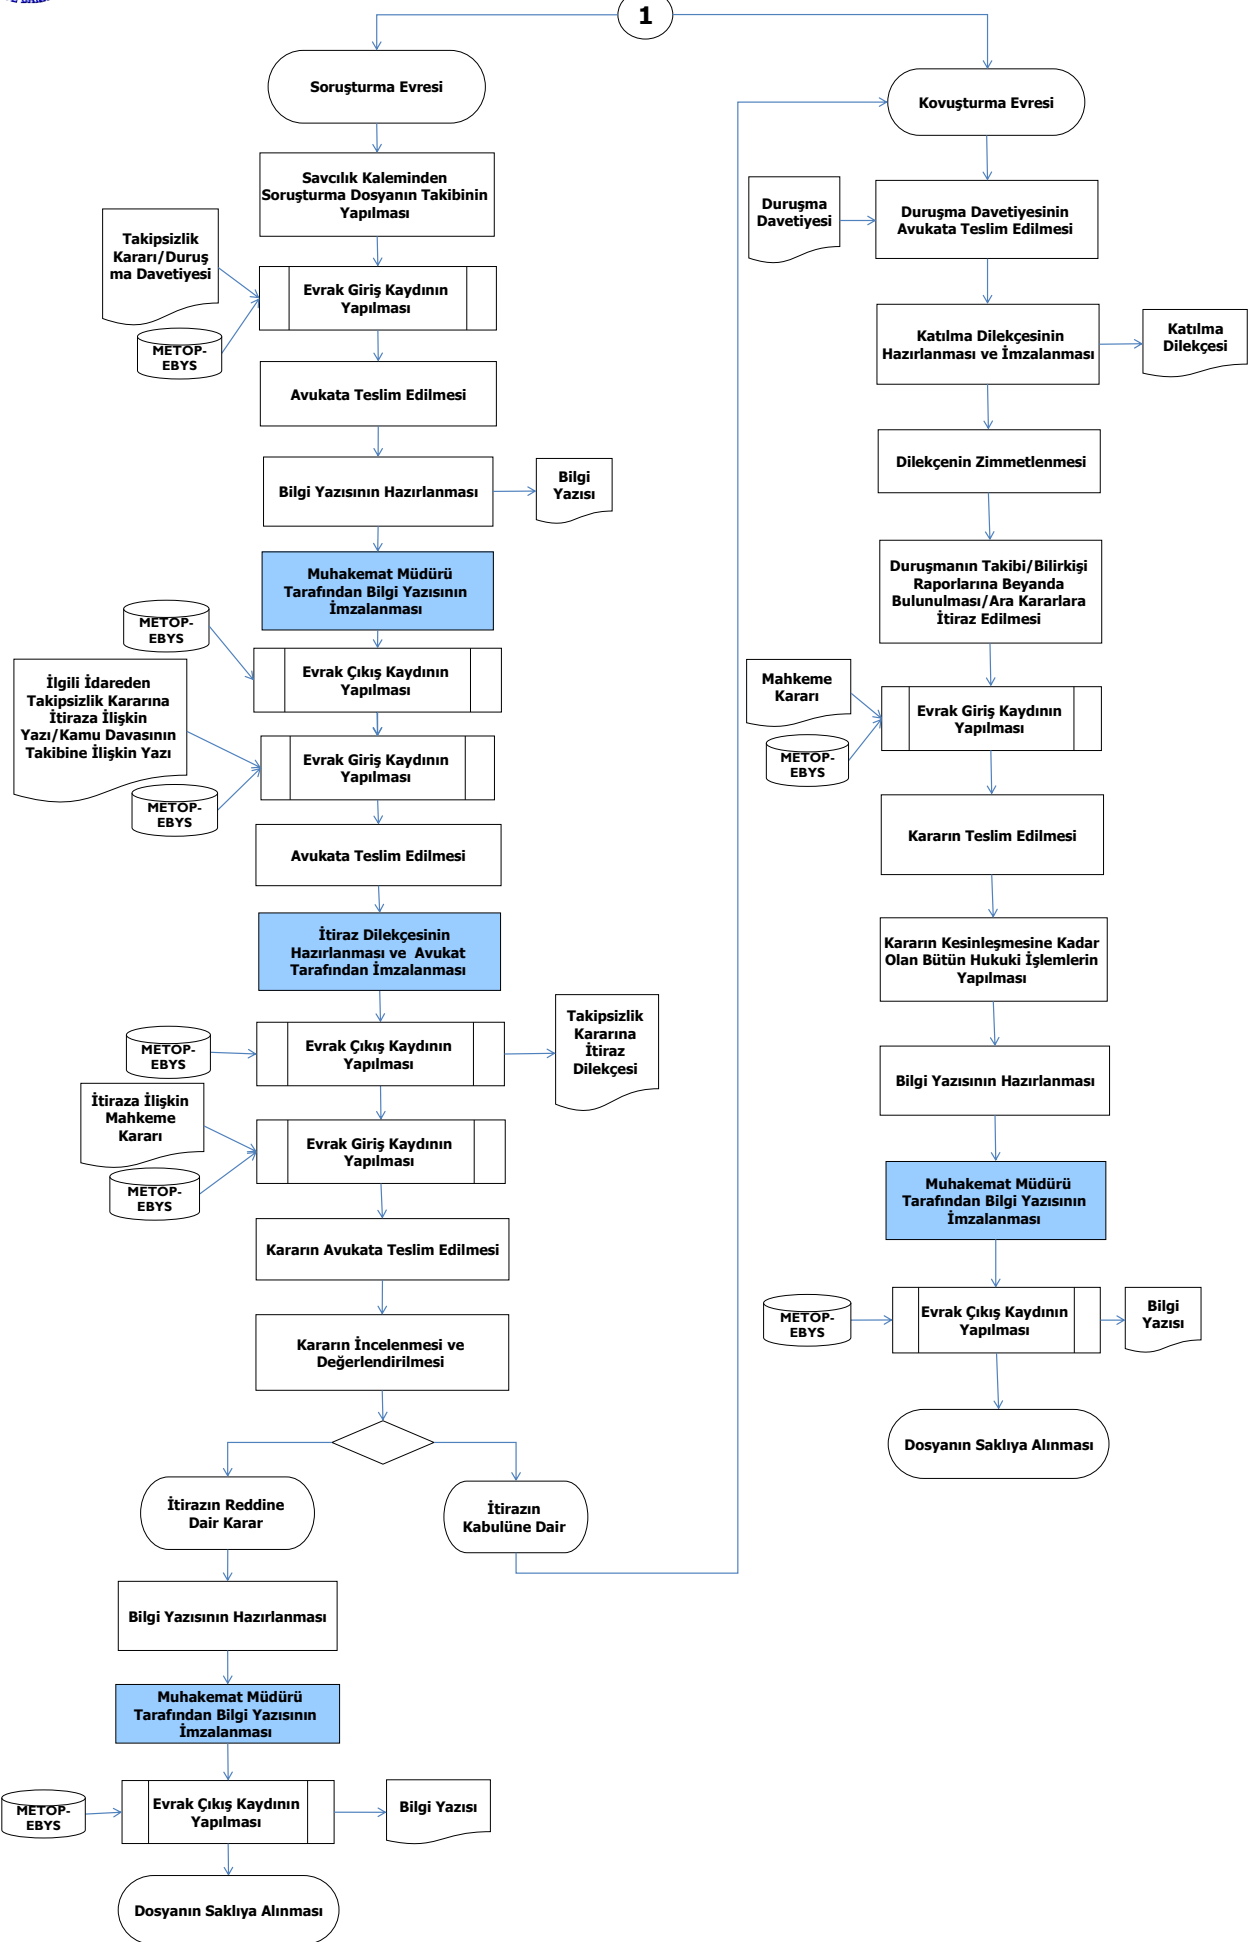 1
Soruşturma Evresi
Savcılık Kaleminden
Soruşturma Dosyanın Takibinin
Yapılması
Takipsizlik
Kararı/Duruş
ma Davetiyesi
Evrak Giriş Kaydının
Yapılması
METOP-
EBYS
Avukata Teslim Edilmesi
Bilgi Yazısının Hazırlanması
Bilgi
Yazısı
Muhakemat Müdürü
Tarafından Bilgi Yazısının
İmzalanması
METOP-
EBYS
Evrak Çıkış Kaydının
Yapılması
İlgili İdareden
Takipsizlik Kararına
İtiraza İlişkin
Yazı/Kamu Davasının
Takibine İlişkin Yazı
Evrak Giriş Kaydının
Yapılması
METOP-
EBYS
Avukata Teslim Edilmesi
İtiraz Dilekçesinin
Hazırlanması ve  Avukat
Tarafından İmzalanması
METOP-
EBYS
Evrak Çıkış Kaydının
Yapılması
Takipsizlik
Kararına
İtiraz
Dilekçesi
İtiraza İlişkin
Mahkeme
Kararı
Evrak Giriş Kaydının
Yapılması
METOP-
EBYS
Kararın Avukata Teslim Edilmesi
Kararın İncelenmesi ve
Değerlendirilmesi
İtirazın Reddine
Dair Karar
İtirazın
Kabulüne Dair
Bilgi Yazısının Hazırlanması
Muhakemat Müdürü
Tarafından Bilgi Yazısının
İmzalanması
METOP-
EBYS
Evrak Çıkış Kaydının
Yapılması
Bilgi Yazısı
Dosyanın Saklıya Alınması
Kovuşturma Evresi
Duruşma
Davetiyesi
Duruşma Davetiyesinin
Avukata Teslim Edilmesi
Katılma Dilekçesinin
Hazırlanması ve İmzalanması
Katılma
Dilekçesi
Dilekçenin Zimmetlenmesi
Duruşmanın Takibi/Bilirkişi
Raporlarına Beyanda
Bulunulması/Ara Kararlara
İtiraz Edilmesi
Mahkeme
Kararı
Evrak Giriş Kaydının
Yapılması
METOP-
EBYS
Kararın Teslim Edilmesi
Kararın Kesinleşmesine Kadar
Olan Bütün Hukuki İşlemlerin
Yapılması
Bilgi Yazısının Hazırlanması
Muhakemat Müdürü
Tarafından Bilgi Yazısının
İmzalanması
METOP-
EBYS
Evrak Çıkış Kaydının
Yapılması
Bilgi
Yazısı
Dosyanın Saklıya Alınması